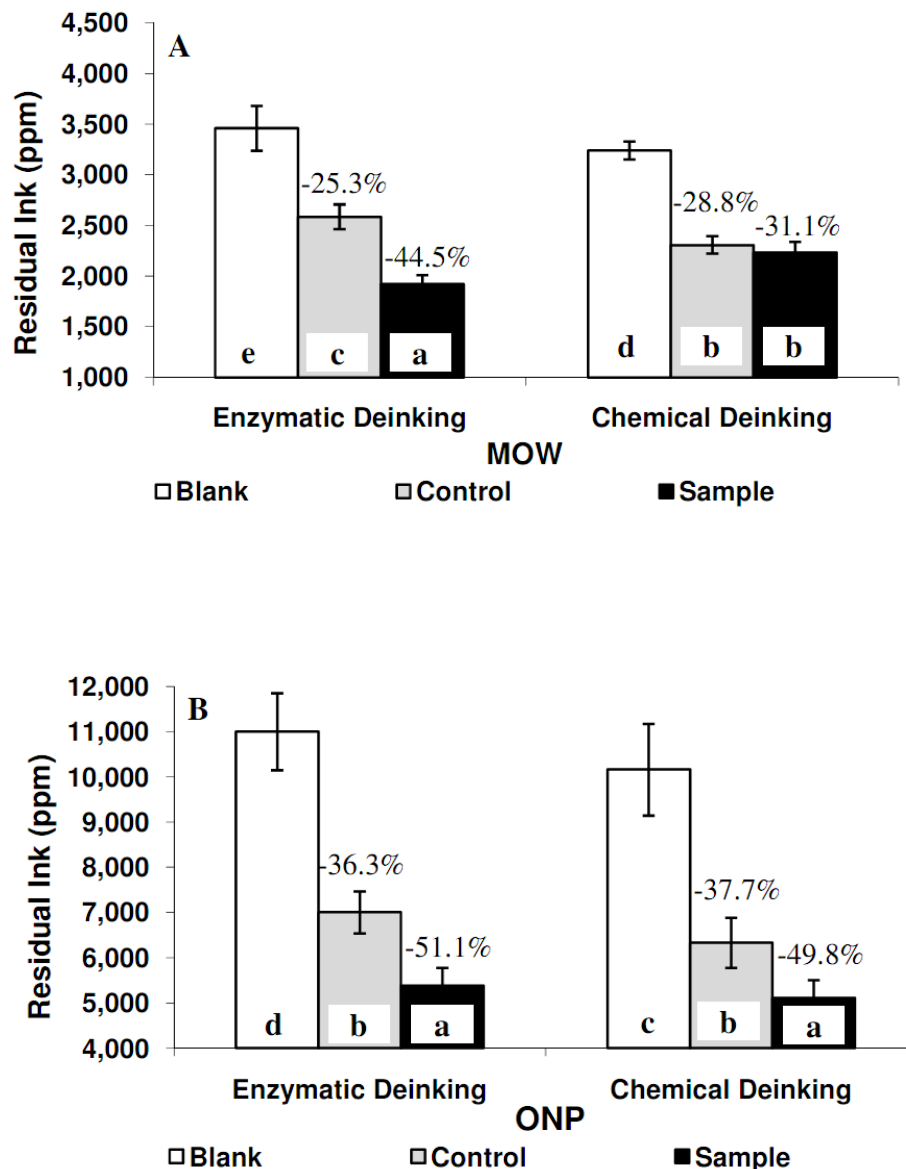 4,500
A
4,000
3,500
3,000
2,500
2,000
1,500
1,000
Residual Ink (ppm)
-25.3%
-44.5%
-28.8%
-31.1%
e c a d b b
Enzymatic Deinking Chemical Deinking
MOW
Blank Control Sample
12,000
B
11,000
10,000
9,000
8,000
7,000
6,000
5,000
4,000
Residual Ink (ppm)
-36.3%
-51.1%
-37.7%
-49.8%
d b a c b a
Enzymatic Deinking Chemical Deinking
ONP
Blank Control Sample